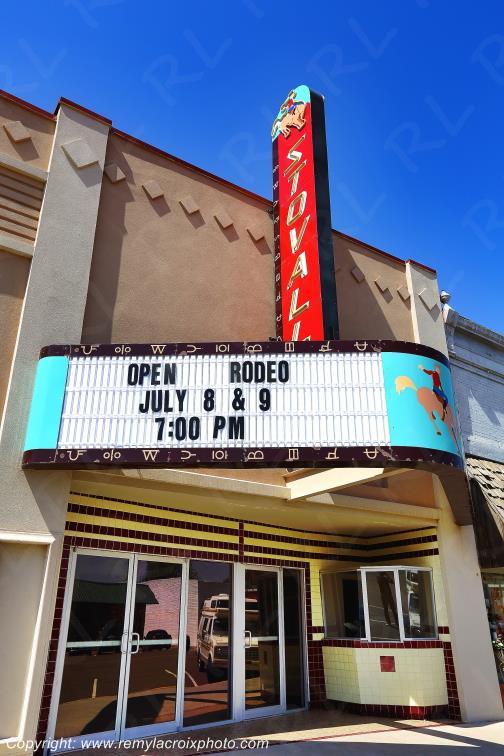 STOVALL
OPEN RODEO
JULY 8 & 9
7:00 PM
Copyright: www.remylacroixphoto.com